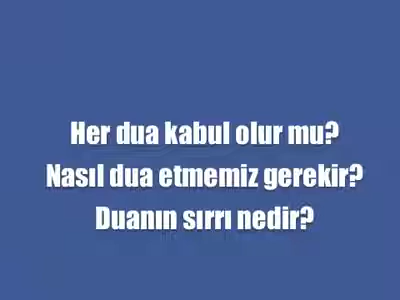 Her dua kabul olur mu?
Nasıl dua etmemiz gerekir?
Duanın sırrı nedir?